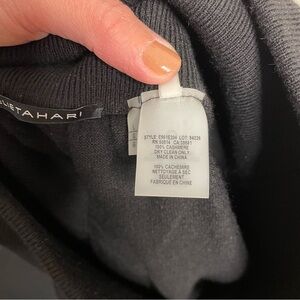 TAHARI
100% CASHMERE
DRY CLEAN ONLY
MADE IN CHINA
100% CACHEMIRE
NETTOYAGE A SEC
SEULEMENT
FABRIQUE EN CHINE